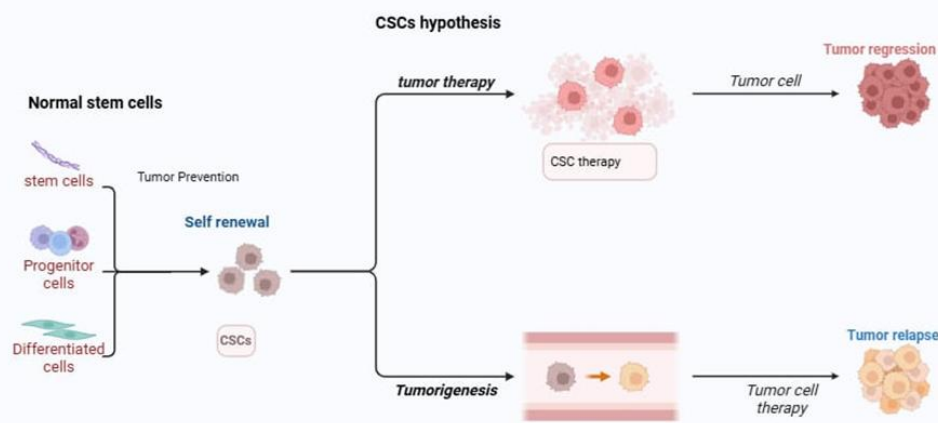 CSCs hypothesis
Normal stem cells
stem cells
Progenitor
cells
Differentiated
cells
Tumor Prevention
Self renewal
CSCs
tumor therapy
CSC therapy
Tumor cell
Tumor regression
Tumorigenesis
Tumor cell
therapy
Tumor relapse